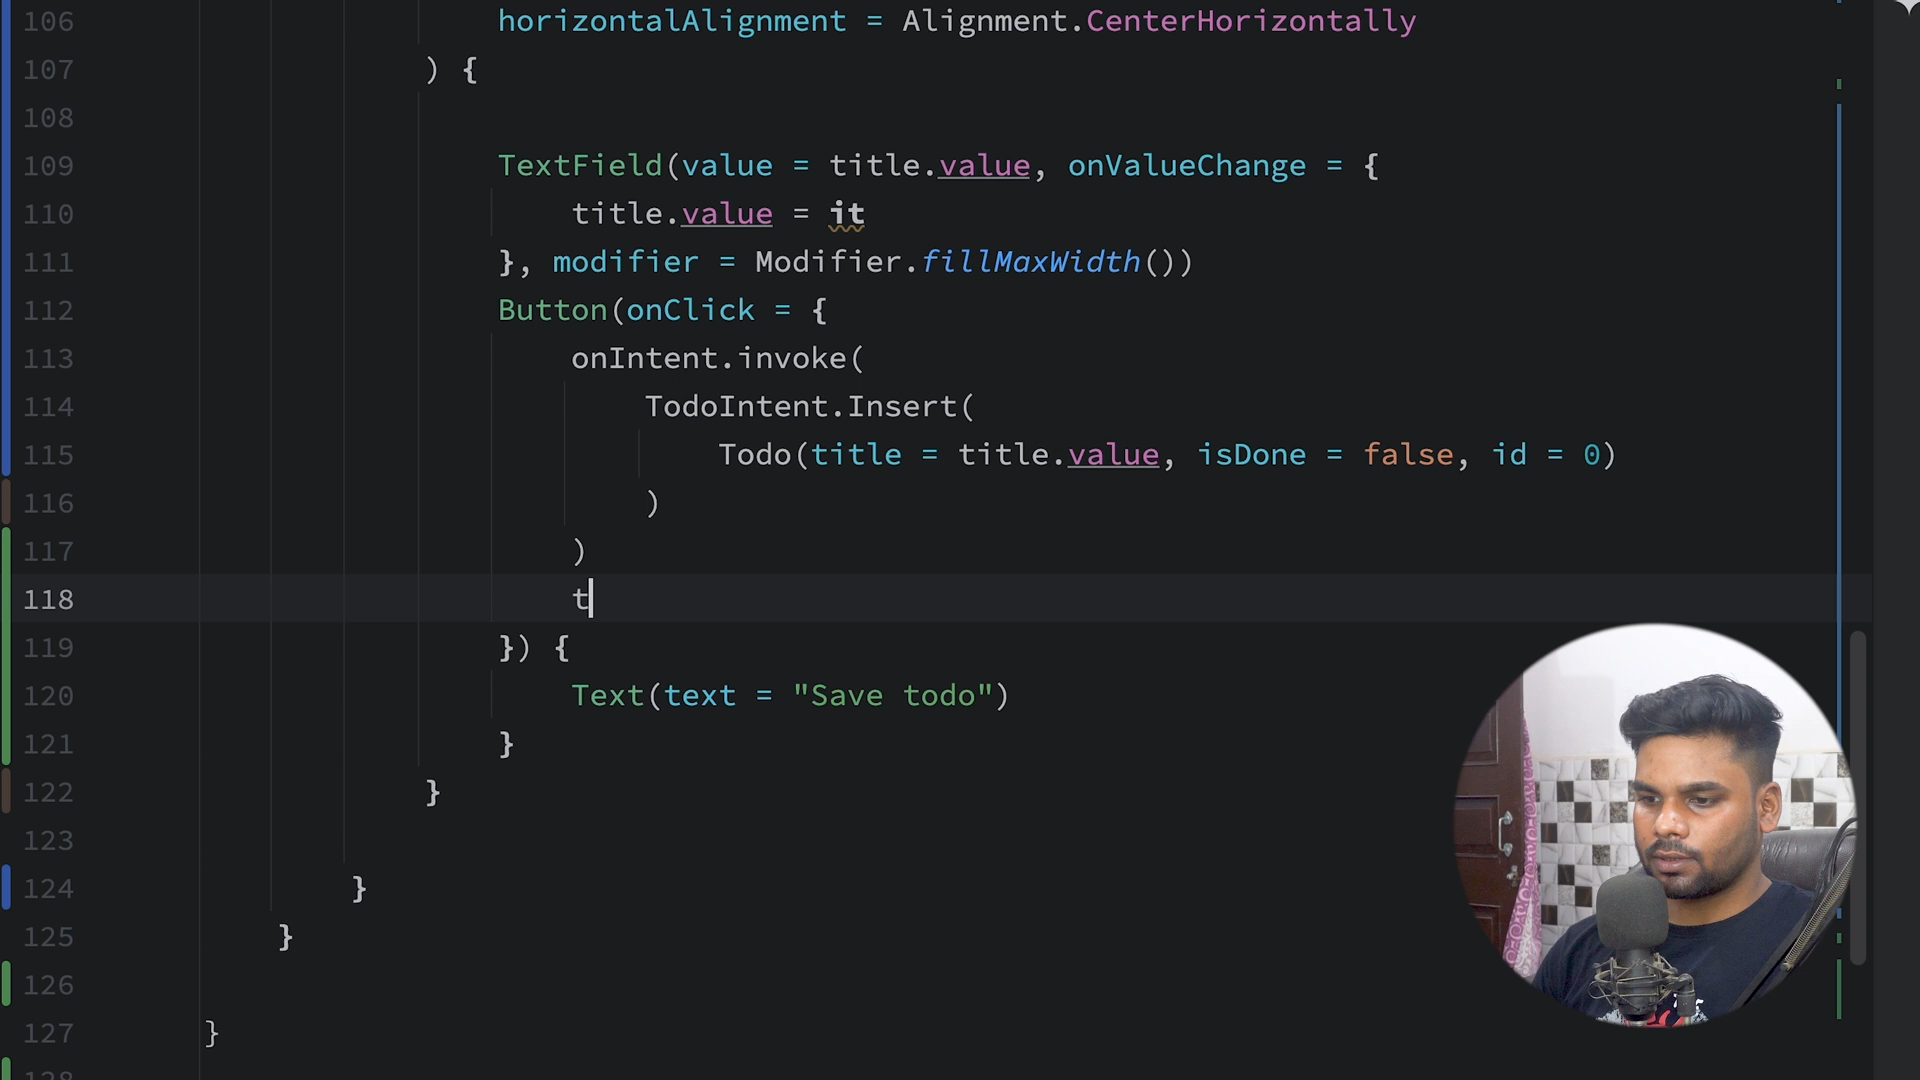 106 horizontalAlignment = Alignment.CenterHorizontally
107 ) {
108
109 TextField(value = title.value, onValueChange = {
110 title.value = it
111 }, modifier = Modifier.fillMaxWidth())
112 Button(onClick = {
113 onIntent.invoke(
114 TodoIntent.Insert(
115 Todo(title = title.value, isDone = false, id = 0)
116 )
117 )
118 t
119 }) {
120 Text(text = "Save todo")
121 }
122 }
123
124 }
125 }
126
127 }
128